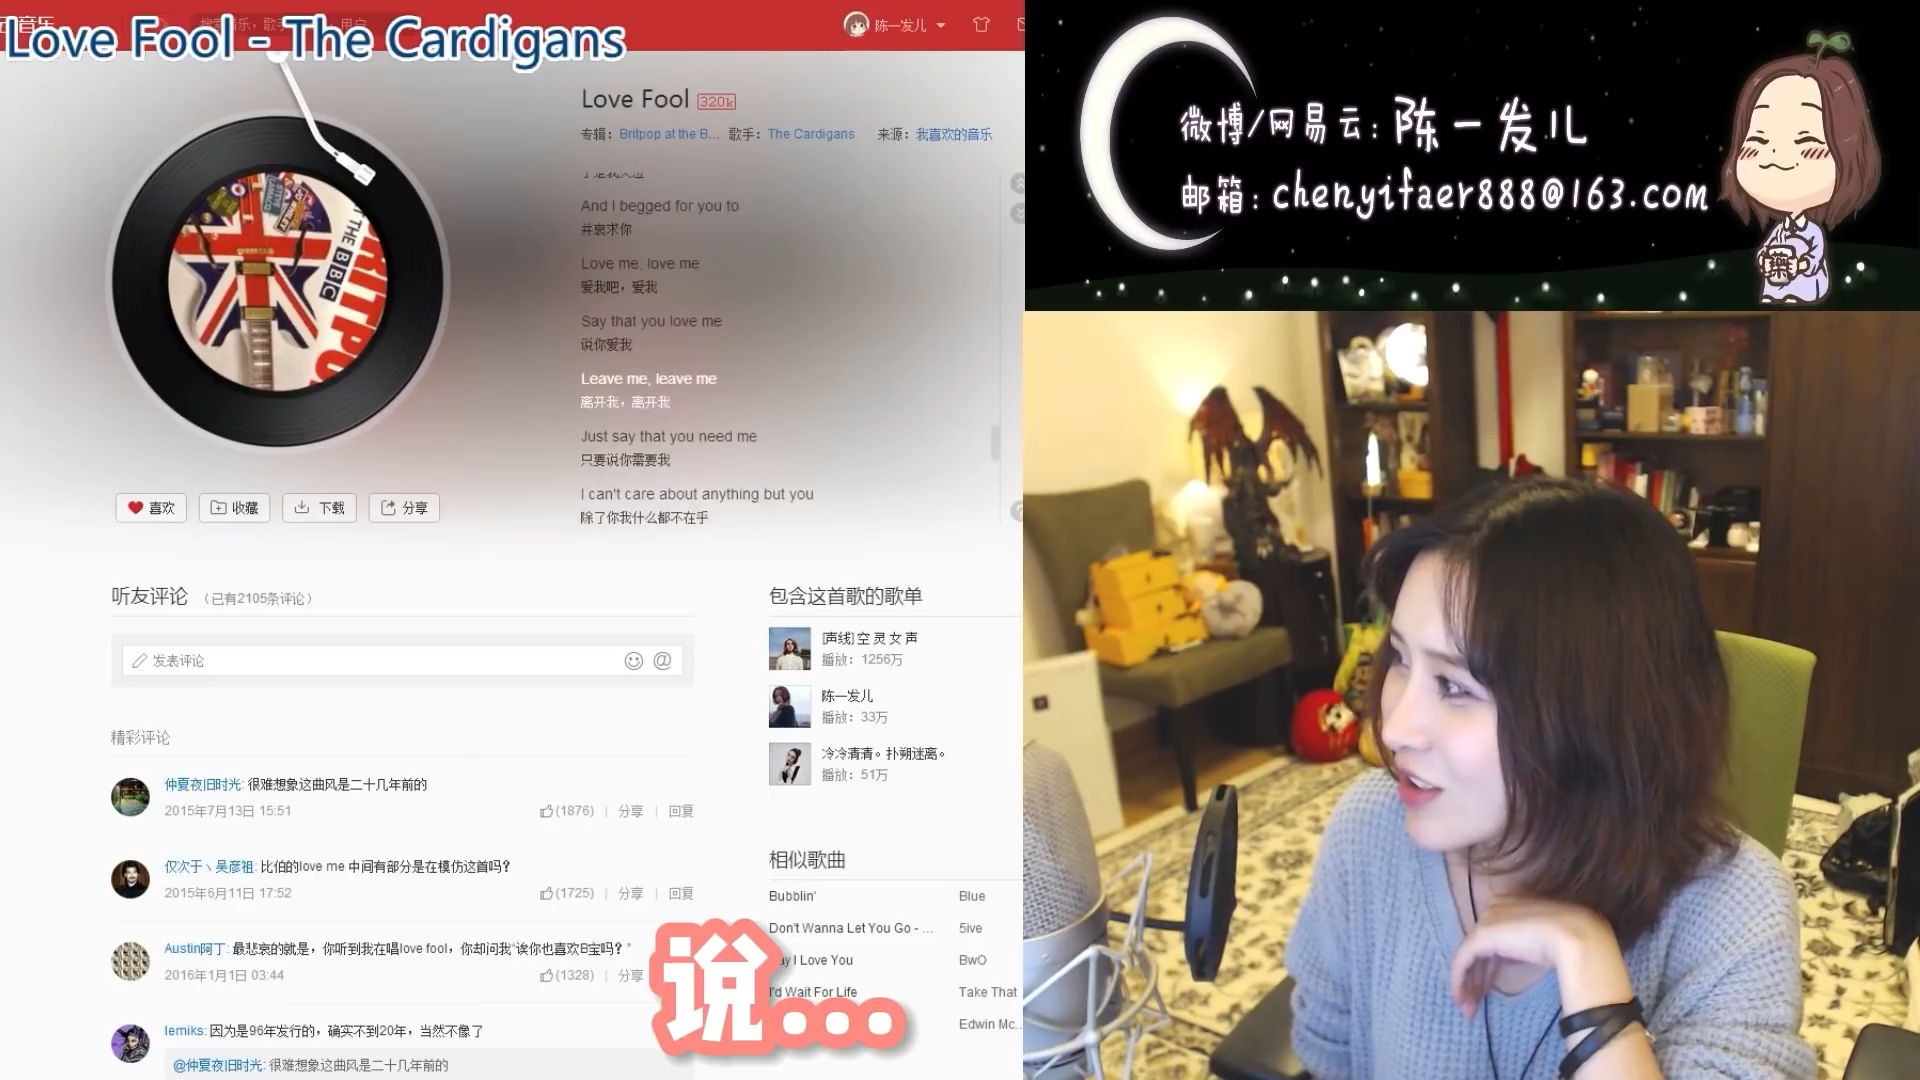 Love Fool - The Cardigans
陈一发儿
Love Fool 320k
专辑：Britpop at the B... 歌手：The Cardigans 来源：我喜欢的音乐
And I begged for you to
并哀求你
Love me, love me
爱我吧，爱我
Say that you love me
说你爱我
Leave me, leave me
离开我，离开我
Just say that you need me
只要说你需要我
I can't care about anything but you
除了你我什么都不在乎
喜欢 收藏 下载 分享
听友评论 （已有2105条评论）
发表评论
精彩评论
仲夏夜旧时光: 很难想象这曲风是二十几年前的
2015年7月13日 15:51 (1876) | 分享 | 回复
仅次于丶吴彦祖: 比伯的love me 中间有部分是在模仿这首吗？
2015年6月11日 17:52 (1725) | 分享 | 回复
Austin阿丁: 最悲哀的就是，你听到我在唱love fool，你却问我“诶你也喜欢B宝吗？”
2016年1月1日 03:44 (1328) | 分享
lemiks: 因为是96年发行的，确实不到20年，当然不像了
@仲夏夜旧时光: 很难想象这曲风是二十几年前的
包含这首歌的歌单
[声线]空 灵 女 声
播放：1256万
陈一发儿
播放：33万
冷冷清清。扑朔迷离。
播放：51万
相似歌曲
Bubblin' Blue
Don't Wanna Let You Go - ... 5ive
I Love You BwO
I'd Wait For Life Take That
Edwin Mc...
说...
微博/网易云：陈一发儿
邮箱：chenyifaer888@163.com